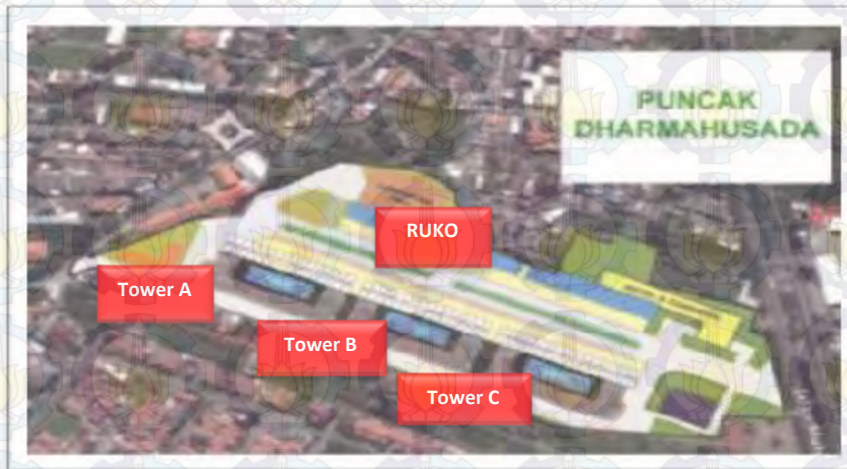 PUNCAK
DHARMAHUSADA
RUKO
Tower A
Tower B
Tower C